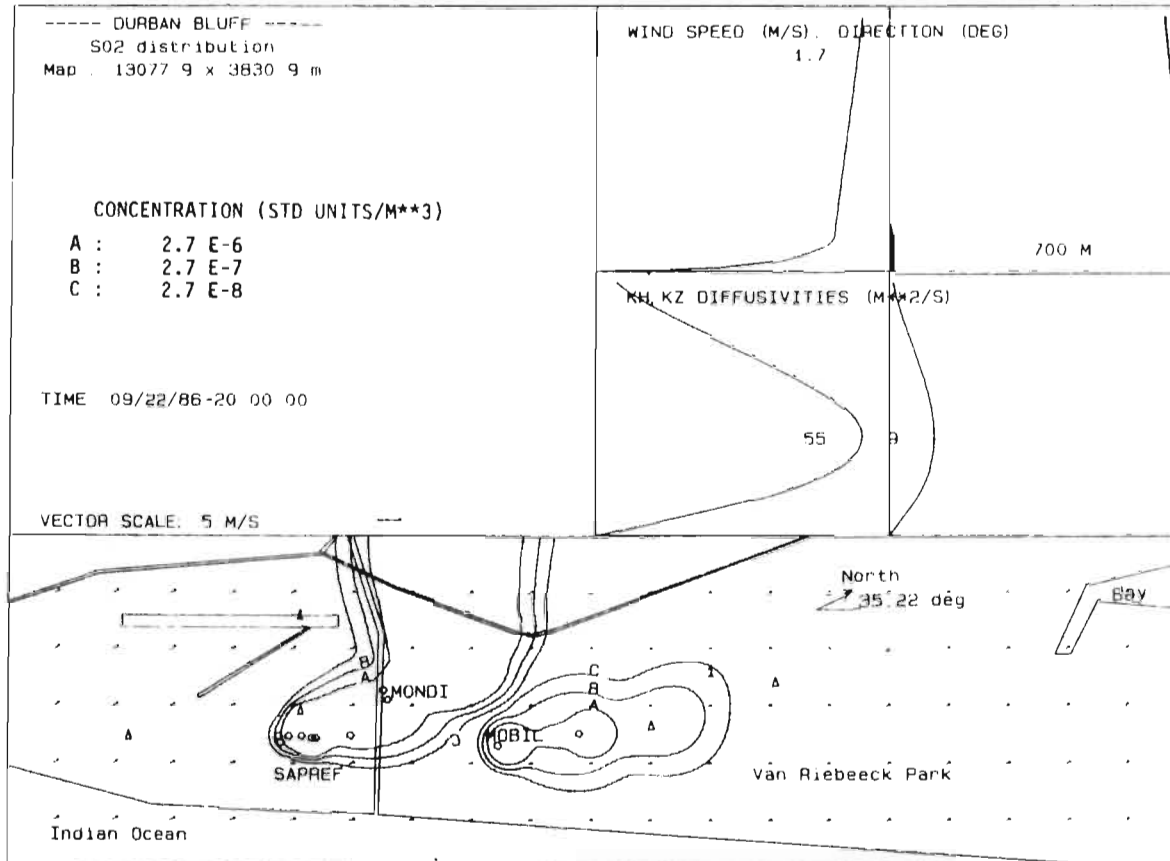 ----- DURBAN BLUFF -----
SO2 distribution
Map . 13077 9 x 3830 9 m
CONCENTRATION (STD UNITS/M**3)
A : 2.7 E-6
B : 2.7 E-7
C : 2.7 E-8
TIME 09/22/86-20 00 00
VECTOR SCALE: 5 M/S
WIND SPEED (M/S). DIRECTION (DEG)
1.7
700 M
KH,KZ DIFFUSIVITIES (M**2/S)
55 9
North
35.22 deg
Bay
B
A
MONDI
C
B
A
1
MOBIL
SAPREF
Van Riebeeck Park
Indian Ocean